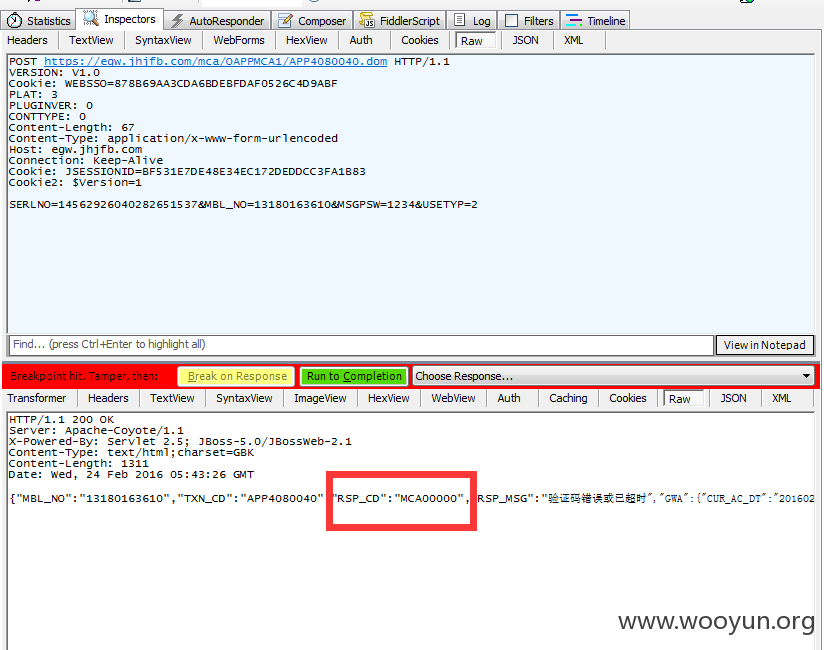 Statistics Inspectors AutoResponder Composer FiddlerScript Log Filters Timeline
Headers TextView SyntaxView WebForms HexView Auth Cookies Raw JSON XML
POST https://egw.jhjfb.com/mca/OAPPMCA1/APP4080040.dom HTTP/1.1
VERSION: V1.0
Cookie: WEBSSO=878B69AA3CDA6BDEBFDAF0526C4D9ABF
PLAT: 3
PLUGINVER: 0
CONTTYPE: 0
Content-Length: 67
Content-Type: application/x-www-form-urlencoded
Host: egw.jhjfb.com
Connection: Keep-Alive
Cookie: JSESSIONID=BF531E7DE48E34EC172DEDDCC3FA1B83
Cookie2: $Version=1
SERLNO=14562926040282651537&MBL_NO=13180163610&MSGPSW=1234&USETYP=2
Find... (press Ctrl+Enter to highlight all) View in Notepad
Breakpoint hit. Tamper, then: Break on Response Run to Completion Choose Response...
Transformer Headers TextView SyntaxView ImageView HexView WebView Auth Caching Cookies Raw JSON XML
HTTP/1.1 200 OK
Server: Apache-Coyote/1.1
X-Powered-By: Servlet 2.5; JBoss-5.0/JBossWeb-2.1
Content-Type: text/html;charset=GBK
Content-Length: 1311
Date: Wed, 24 Feb 2016 05:43:26 GMT
{"MBL_NO":"13180163610","TXN_CD":"APP4080040" "RSP_CD":"MCA00000", RSP_MSG":"验证码错误或已超时","GWA":{"CUR_AC_DT":"201602
www.wooyun.org